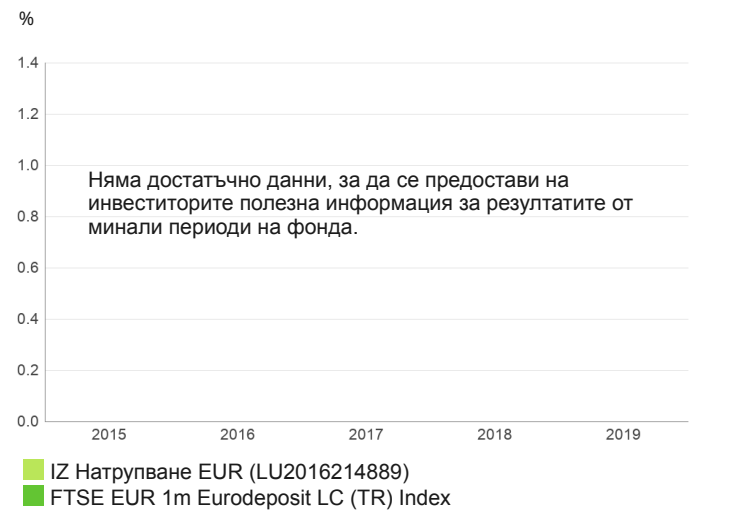 %
1.4
1.2
1.0
Няма достатъчно данни, за да се предостави на
инвеститорите полезна информация за резултатите от
минали периоди на фонда.
0.8
0.6
0.4
0.2
0.0
2015 2016 2017 2018 2019
IZ Натрупване EUR (LU2016214889)
FTSE EUR 1m Eurodeposit LC (TR) Index